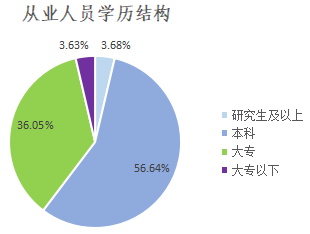 从业人员学历结构
3.63%
3.68%
36.05%
56.64%
研究生及以上
本科
大专
大专以下